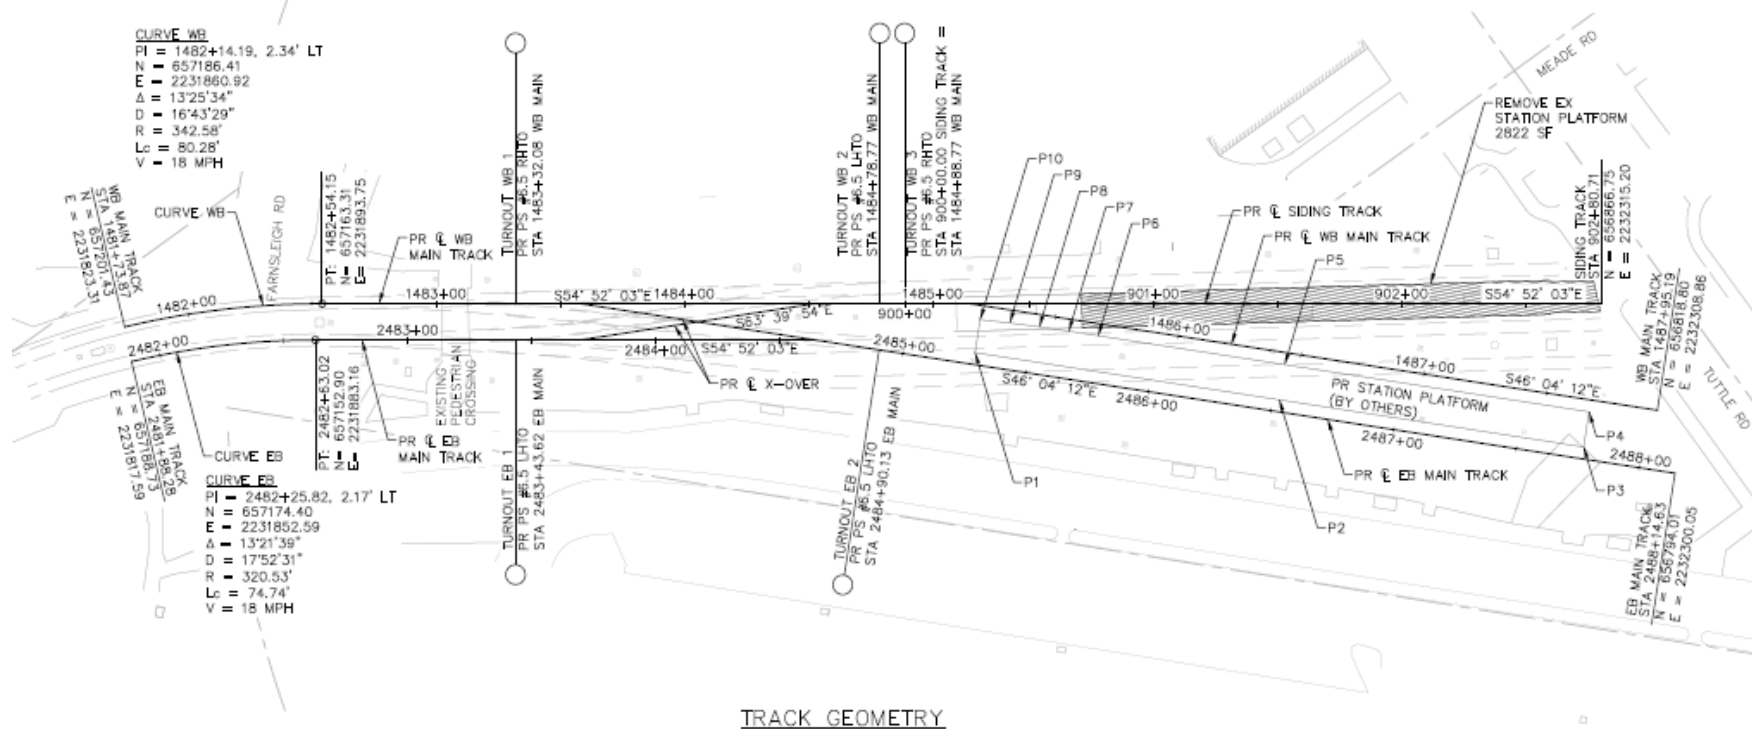 CURVE WB
PI = 1482+14.19, 2.34' LT
N = 657186.41
E = 2231860.92
Δ = 13°25'34"
D = 16°43'29"
R = 342.58'
Lc = 80.28'
V = 18 MPH
WB MAIN TRACK
STA 1481+73.87
N = 657201.43
E = 2231823.31
CURVE WB
FARNSLEIGH RD
PT: 1482+54.15
N= 657163.31
E= 2231893.75
PR ℄ WB
MAIN TRACK
TURNOUT WB 1
PR PS #6.5 RHTO
STA 1483+32.08 WB MAIN
TURNOUT WB 2
PR PS #6.5 LHTO
STA 1484+78.77 WB MAIN
TURNOUT WB 3
PR PS #6.5 RHTO
STA 900+00.00 SIDING TRACK =
STA 1484+88.77 WB MAIN
P10
P9
P8
P7
P6
PR ℄ SIDING TRACK
PR ℄ WB MAIN TRACK
P5
MEADE RD
REMOVE EX
STATION PLATFORM
2822 SF
SIDING TRACK
STA 902+80.71
N = 656866.75
E = 2232315.20
WB MAIN TRACK
STA 1487+95.19
N = 656818.80
E = 2232308.86
TUTTLE RD
1482+00
1483+00
S54° 52' 03"E
1484+00
S63° 39' 54"E
1485+00
900+00
901+00
902+00
S54° 52' 03"E
1486+00
1487+00
S46° 04' 12"E
2482+00
2483+00
2484+00
S54° 52' 03"E
2485+00
S46° 04' 12"E
2486+00
2487+00
2488+00
PR ℄ X-OVER
PR STATION PLATFORM
(BY OTHERS)
P4
P3
P1
P2
PR ℄ EB MAIN TRACK
EB MAIN TRACK
STA 2488+14.63
N = 656794.01
E = 2232300.05
EB MAIN TRACK
STA 2481+88.28
N = 657188.73
E = 2231817.59
CURVE EB
PT: 2482+63.02
N= 657152.90
E= 2231883.16
PR ℄ EB
MAIN TRACK
EXISTING
PEDESTRIAN
CROSSING
TURNOUT EB 1
PR PS #6.5 LHTO
STA 2483+43.62 EB MAIN
TURNOUT EB 2
PR PS #6.5 LHTO
STA 2484+90.13 EB MAIN
CURVE EB
PI = 2482+25.82, 2.17' LT
N = 657174.40
E = 2231852.59
Δ = 13°21'39"
D = 17°52'31"
R = 320.53'
Lc = 74.74'
V = 18 MPH
TRACK GEOMETRY